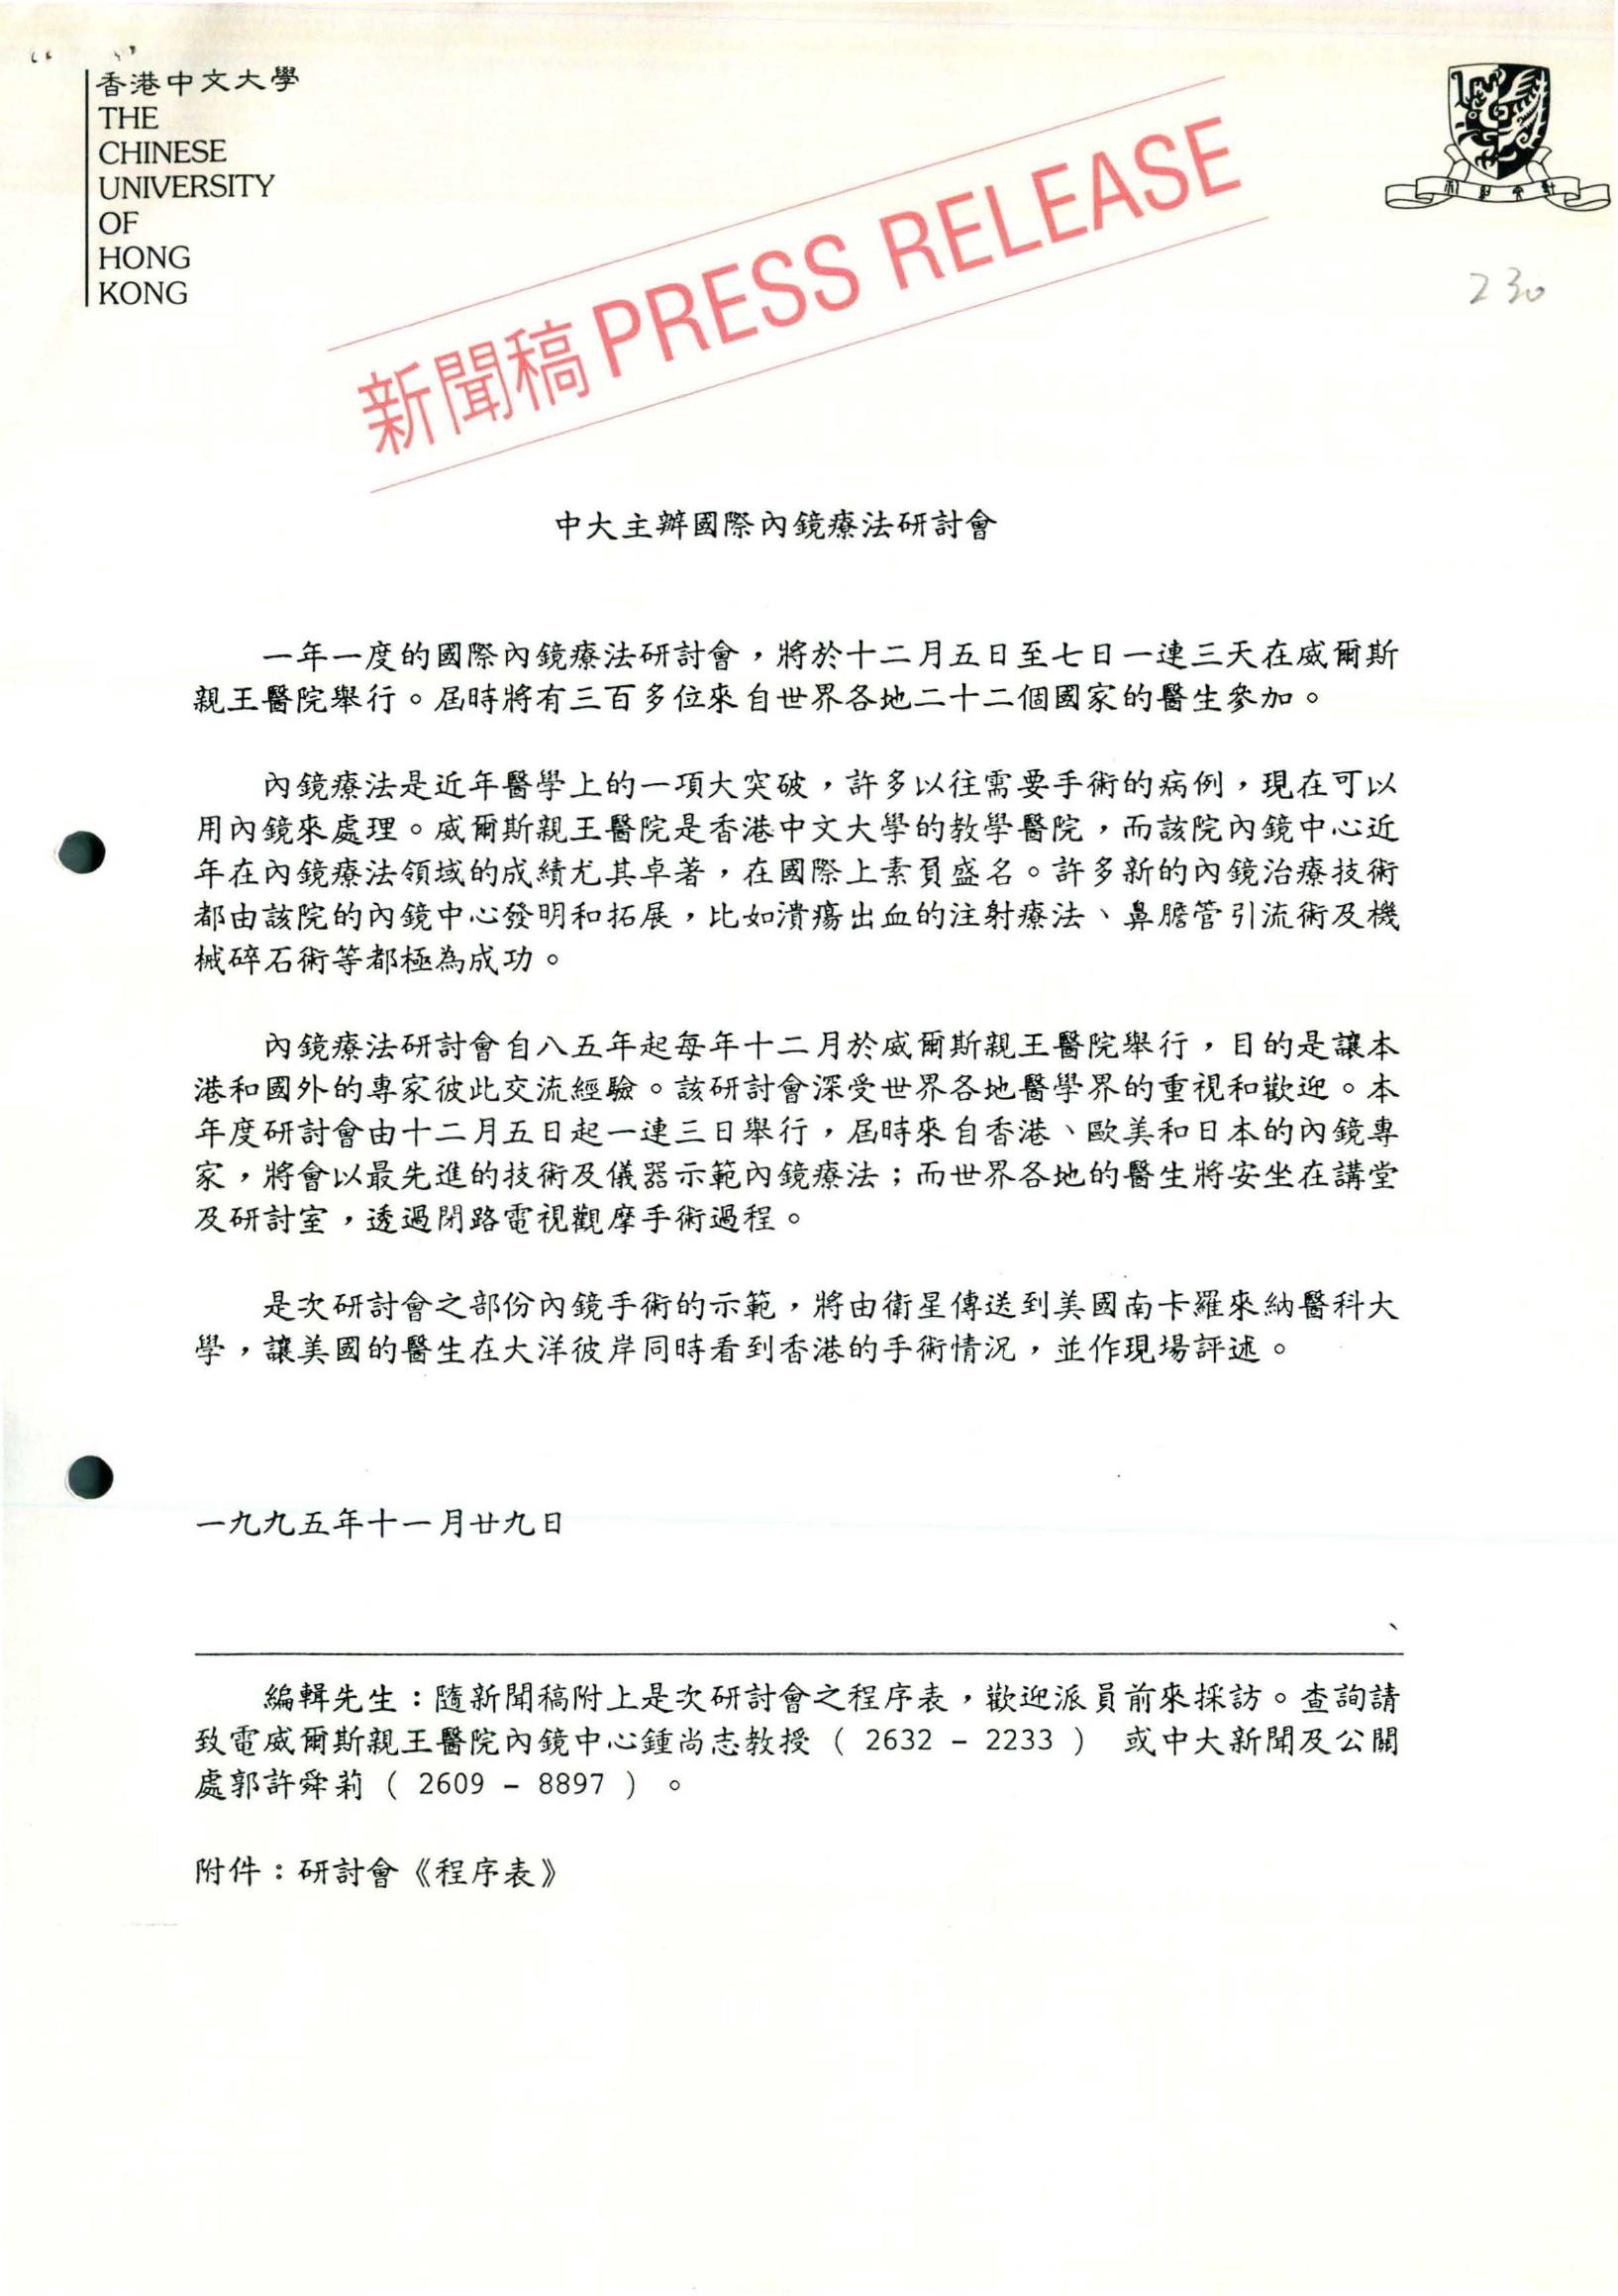 香港中文大學
THE
CHINESE
UNIVERSITY
OF
HONG
KONG
新聞稿 PRESS RELEASE
230
中大主辦國際內鏡療法研討會
一年一度的國際內鏡療法研討會，將於十二月五日至七日一連三天在威爾斯
親王醫院舉行。屆時將有三百多位來自世界各地二十二個國家的醫生參加。
內鏡療法是近年醫學上的一項大突破，許多以往需要手術的病例，現在可以
用內鏡來處理。威爾斯親王醫院是香港中文大學的教學醫院，而該院內鏡中心近
年在內鏡療法領域的成績尤其卓著，在國際上素負盛名。許多新的內鏡治療技術
都由該院的內鏡中心發明和拓展，比如潰瘍出血的注射療法、鼻膽管引流術及機
械碎石術等都極為成功。
內鏡療法研討會自八五年起每年十二月於威爾斯親王醫院舉行，目的是讓本
港和國外的專家彼此交流經驗。該研討會深受世界各地醫學界的重視和歡迎。本
年度研討會由十二月五日起一連三日舉行，屆時來自香港、歐美和日本的內鏡專
家，將會以最先進的技術及儀器示範內鏡療法；而世界各地的醫生將安坐在講堂
及研討室，透過閉路電視觀摩手術過程。
是次研討會之部份內鏡手術的示範，將由衛星傳送到美國南卡羅來納醫科大
學，讓美國的醫生在大洋彼岸同時看到香港的手術情況，並作現場評述。
一九九五年十一月廿九日
編輯先生：隨新聞稿附上是次研討會之程序表，歡迎派員前來採訪。查詢請
致電威爾斯親王醫院內鏡中心鍾尚志教授（ 2632 - 2233 ） 或中大新聞及公關
處郭許舜莉（ 2609 - 8897 ） 。
附件：研討會《程序表》